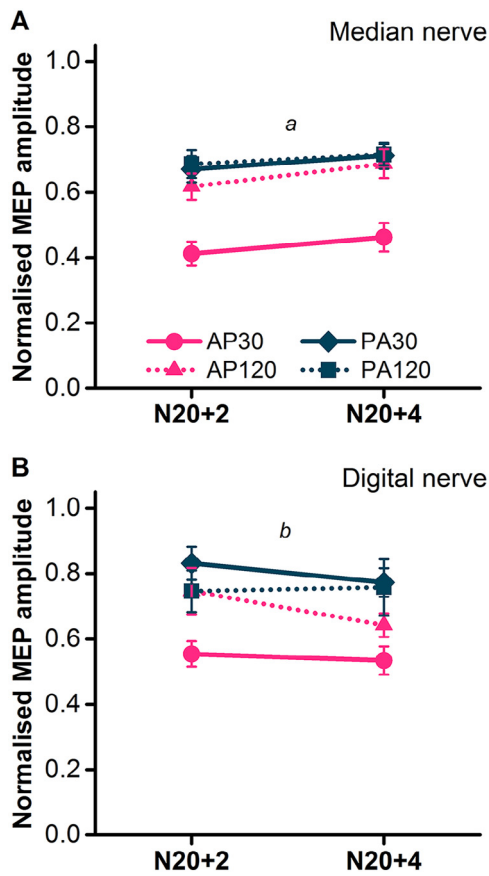 A
Median nerve
Normalised MEP amplitude
1.0
0.8
0.6
0.4
0.2
0.0
a
AP30
PA30
AP120
PA120
N20+2
N20+4
B
Digital nerve
Normalised MEP amplitude
1.0
0.8
0.6
0.4
0.2
0.0
b
N20+2
N20+4